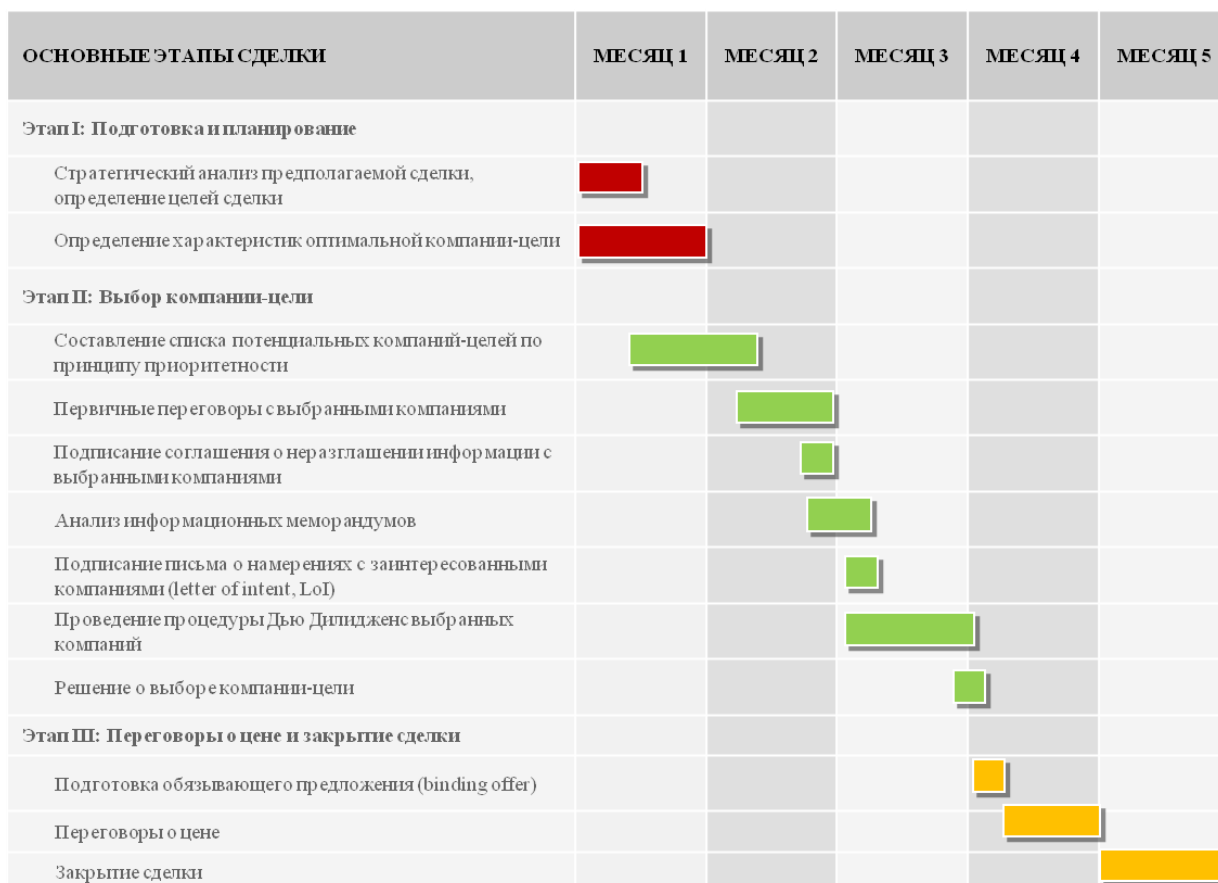 ОСНОВНЫЕ ЭТАПЫ СДЕЛКИ МЕСЯЦ 1 МЕСЯЦ 2 МЕСЯЦ 3 МЕСЯЦ 4 МЕСЯЦ 5
Этап I: Подготовка и планирование
Стратегический анализ предполагаемой сделки,
определение целей сделки
Определение характеристик оптимальной компании-цели
Этап II: Выбор компании-цели
Составление списка потенциальных компаний-целей по
принципу приоритетности
Первичные переговоры с выбранными компаниями
Подписание соглашения о неразглашении информации с
выбранными компаниями
Анализ информационных меморандумов
Подписание письма о намерениях с заинтересованными
компаниями (letter of intent, LoI)
Проведение процедуры Дью Дилидженс выбранных
компаний
Решение о выборе компании-цели
Этап III: Переговоры о цене и закрытие сделки
Подготовка обязывающего предложения (binding offer)
Переговоры о цене
Закрытие сделки